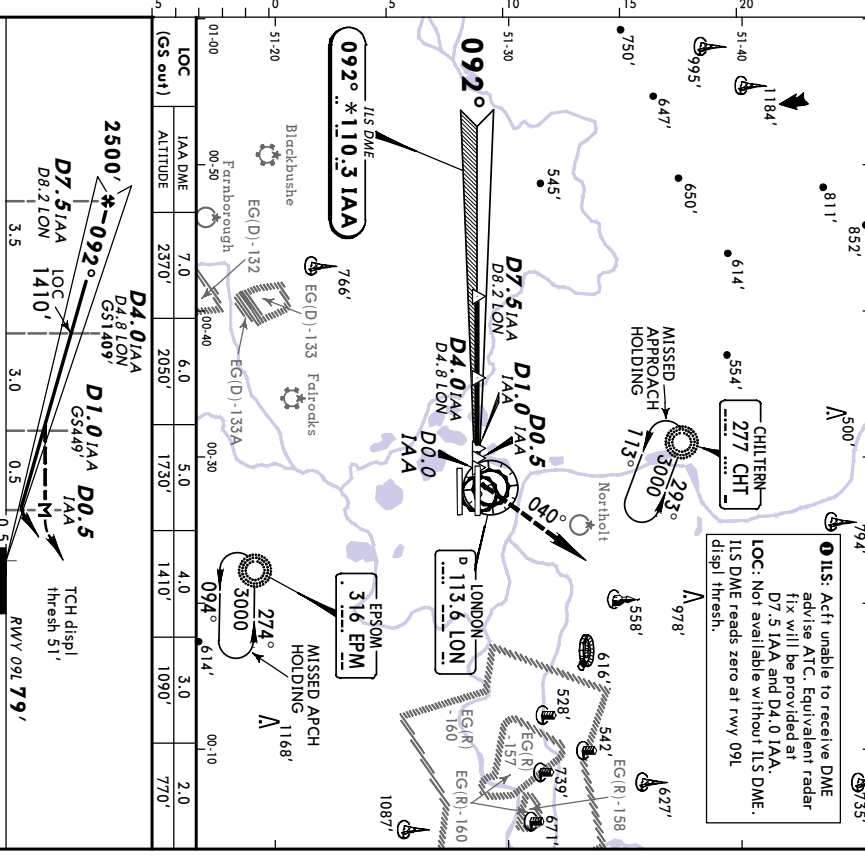 852'
735'
811'
500'
794'
① ILS: Acft unable to receive DME
advise ATC. Equivalent radar
fix will be provided at
D7.5 IAA and D4.0 IAA.
LOC: Not available without ILS DME.
ILS DME reads zero at rwy 09L
displ thresh.
20
51-40
1184'
995'
614'
554'
CHILTERN
277 CHT
MISSED
APPROACH
HOLDING
293°
3000
113°
978'
627'
647'
650'
750'
15
558'
616'
542'
EG(R)-158
Northolt
545'
528'
739'
671'
10
51-30
040°
EG(R)
-157
D7.5 IAA
D8.2 LON
D1.0
IAA
D0.5
IAA
092°
D4.0 IAA
D4.8 LON
D0.0
IAA
LONDON
D 113.6 LON
EG(R)
-160
EG(R)-160
1087'
5
ILS DME
092° *110.3 IAA
EPSOM
316 EPM
766'
EG(D)-133
Fairoaks
Blackbushe
EG(D)-132
EG(D)-133A
Farnborough
51-20
0
274°
3000
094°
MISSED APCH
HOLDING
1168'
614'
01-00
00-50
00-40
00-30
00-10
5
LOC
(GS out)
IAA DME
7.0
6.0
5.0
4.0
3.0
2.0
ALTITUDE
2370'
2050'
1730'
1410'
1090'
770'
D7.5 IAA
D8.2 LON
D4.0 IAA
D4.8 LON
GS1409'
D1.0 IAA
GS449'
D0.5
IAA
2500'
092°
LOC
1410'
M
TCH displ
thresh 51'
RWY 09L 79'
3.5
3.0
0.5
0.5